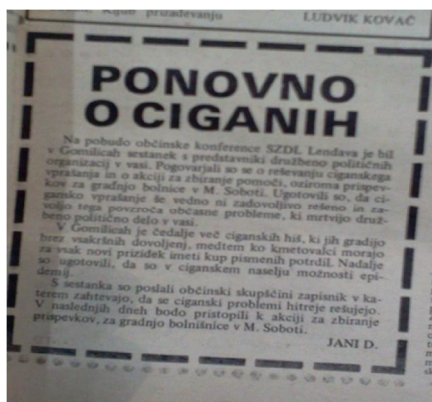 prizadevanju LUDVIK KOVAČ
PONOVNO
O CIGANIH
Na pobudo občinske konference SZDL Lendava je bil
v Gomilicah sestanek s predstavniki družbeno političnih
organizacij v vasi. Pogovarjali so se o reševanju ciganskega
vprašanja in o akciji za zbiranje pomoči, oziroma prispev-
kov za gradnjo bolnice v M. Soboti. Ugotovili so, da ci-
gansko vprašanje še vedno ni zadovoljivo rešeno in za-
voljo tega povzroča občasne probleme, ki mrtvijo druž-
beno politično delo v vasi.
V Gomilicah je čedalje več ciganskih hiš, ki jih gradijo
brez vsakršnih dovoljenj, medtem ko kmetovalci morajo
za vsak novi prizidek imeti kup pismenih potrdil. Nadalje
so ugotovili, da so v ciganskem naselju možnosti epi-
demij.
S sestanka so poslali občinski skupščini zapisnik v ka-
terem zahtevajo, da se ciganski problemi hitreje rešujejo.
V naslednjih dneh bodo pristopili k akciji za zbiranje
prispevkov, za gradnjo bolnišnice v M. Soboti.
JANI D.